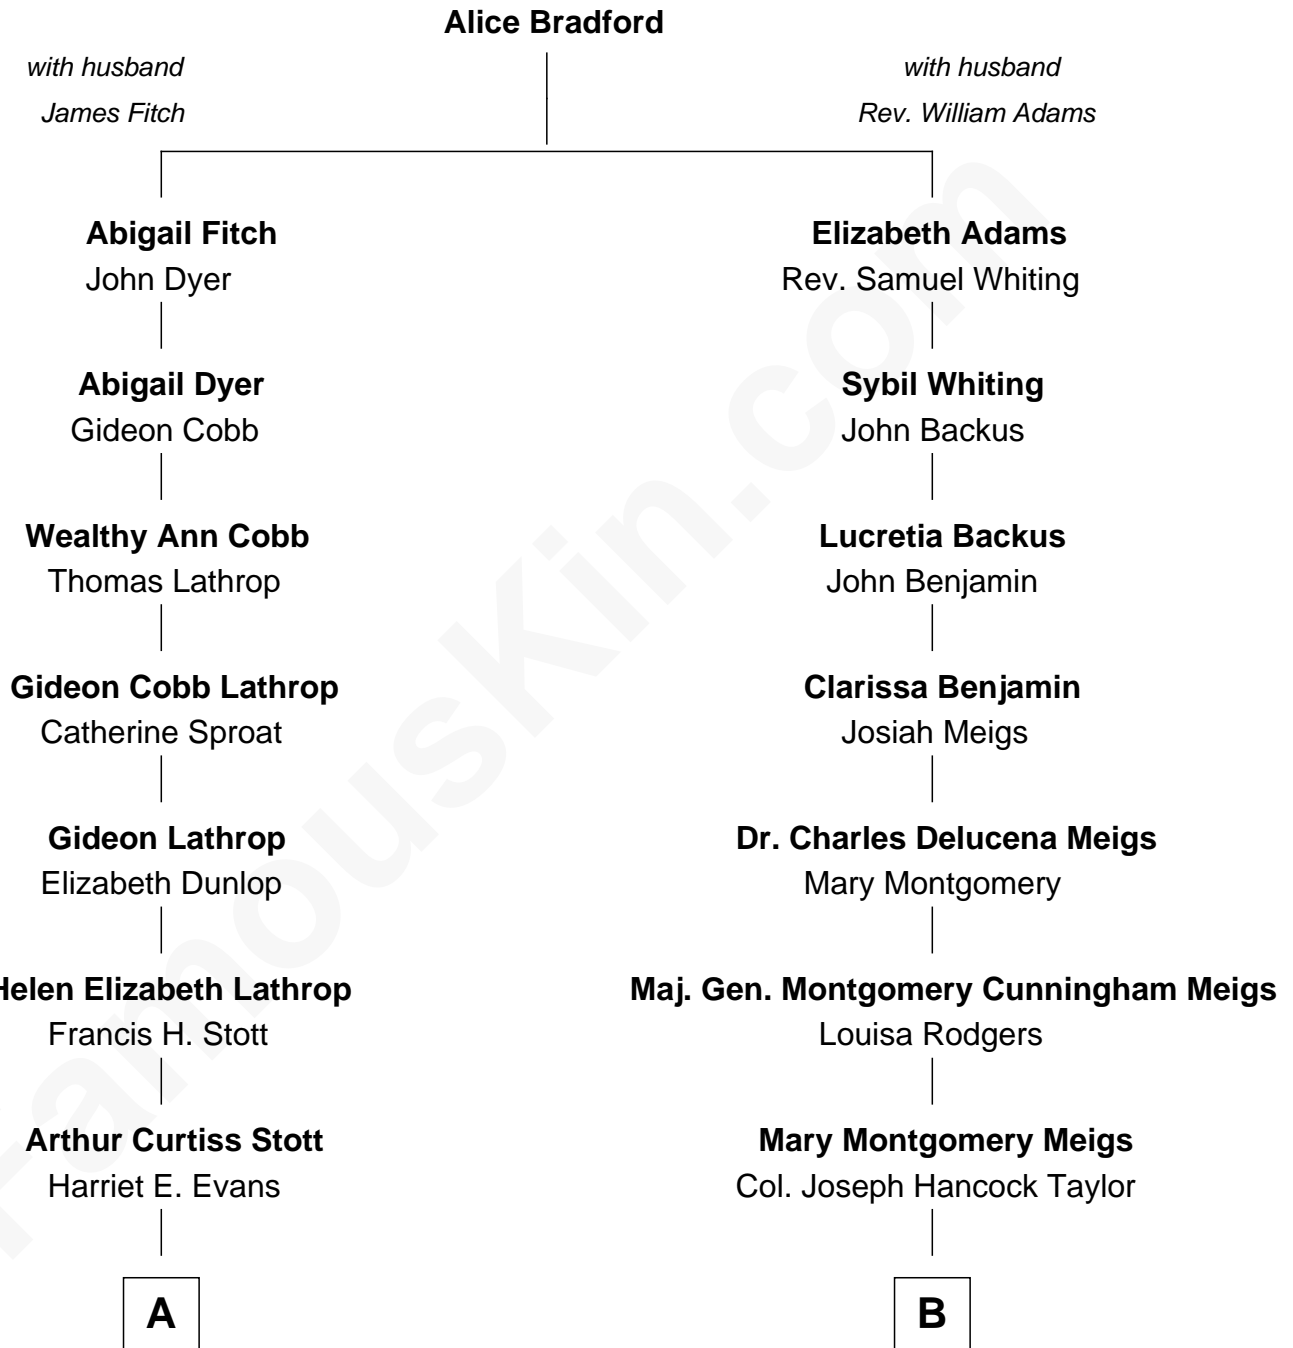 Alice Bradford
with husband
James Fitch
with husband
Rev. William Adams
Abigail Fitch
John Dyer
Elizabeth Adams
Rev. Samuel Whiting
Abigail Dyer
Gideon Cobb
Sybil Whiting
John Backus
Wealthy Ann Cobb
Thomas Lathrop
Lucretia Backus
John Benjamin
Gideon Cobb Lathrop
Catherine Sproat
Clarissa Benjamin
Josiah Meigs
Gideon Lathrop
Elizabeth Dunlop
Dr. Charles Delucena Meigs
Mary Montgomery
Helen Elizabeth Lathrop
Francis H. Stott
Maj. Gen. Montgomery Cunningham Meigs
Louisa Rodgers
Arthur Curtiss Stott
Harriet E. Evans
Mary Montgomery Meigs
Col. Joseph Hancock Taylor
A
B
FamousKin.com